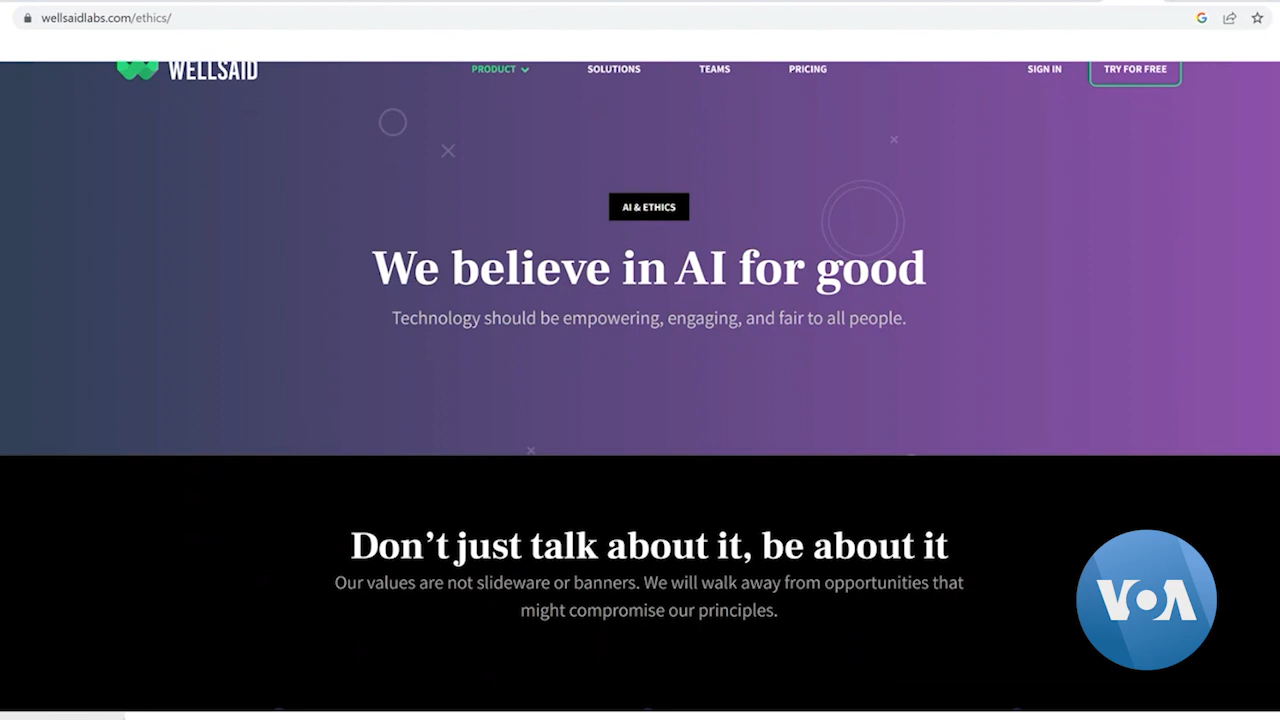 wellsaidlabs.com/ethics/
WELLSAID
PRODUCT
SOLUTIONS
TEAMS
PRICING
SIGN IN
TRY FOR FREE
AI & ETHICS
We believe in AI for good
Technology should be empowering, engaging, and fair to all people.
Don't just talk about it, be about it
Our values are not slideware or banners. We will walk away from opportunities that
might compromise our principles.
VOA